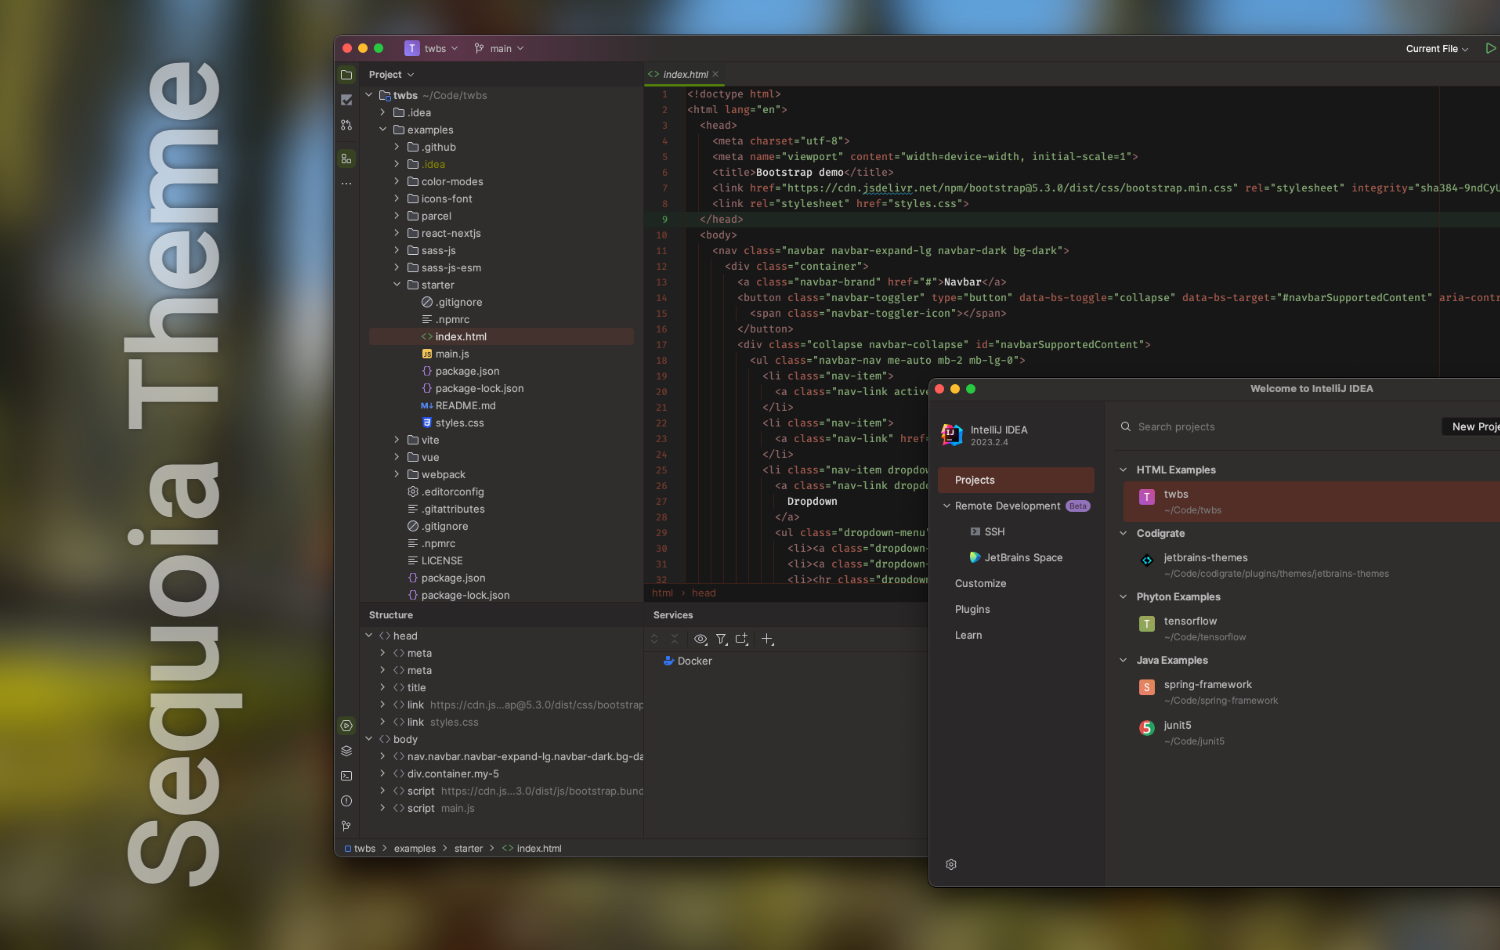 Sequoia Theme
T twbs main
Current File
Project
twbs ~/Code/twbs
.idea
examples
.github
.idea
color-modes
icons-font
parcel
react-nextjs
sass-js
sass-js-esm
starter
.gitignore
.npmrc
index.html
JS main.js
package.json
package-lock.json
M↓ README.md
styles.css
vite
vue
webpack
.editorconfig
.gitattributes
.gitignore
.npmrc
LICENSE
package.json
package-lock.json
index.html
1 <!doctype html>
2 <html lang="en">
3 <head>
4 <meta charset="utf-8">
5 <meta name="viewport" content="width=device-width, initial-scale=1">
6 <title>Bootstrap demo</title>
7 <link href="https://cdn.jsdelivr.net/npm/bootstrap@5.3.0/dist/css/bootstrap.min.css" rel="stylesheet" integrity="sha384-9ndCyU
8 <link rel="stylesheet" href="styles.css">
9 </head>
10 <body>
11 <nav class="navbar navbar-expand-lg navbar-dark bg-dark">
12 <div class="container">
13 <a class="navbar-brand" href="#">Navbar</a>
14 <button class="navbar-toggler" type="button" data-bs-toggle="collapse" data-bs-target="#navbarSupportedContent" aria-contr
15 <span class="navbar-toggler-icon"></span>
16 </button>
17 <div class="collapse navbar-collapse" id="navbarSupportedContent">
18 <ul class="navbar-nav me-auto mb-2 mb-lg-0">
19 <li class="nav-item">
20 <a class="nav-link active
21 </li>
22 <li class="nav-item">
23 <a class="nav-link" href=
24 </li>
25 <li class="nav-item dropdow
26 <a class="nav-link dropdo
27 Dropdown
28 </a>
29 <ul class="dropdown-menu"
30 <li><a class="dropdown-
31 <li><a class="dropdown-
32 <li><hr class="dropdown
html › head
Structure
head
meta
meta
title
link https://cdn.js...ap@5.3.0/dist/css/bootstrap
link styles.css
body
nav.navbar.navbar-expand-lg.navbar-dark.bg-da
div.container.my-5
script https://cdn.js...3.0/dist/js/bootstrap.bund
script main.js
Services
Docker
twbs > examples > starter > index.html
Welcome to IntelliJ IDEA
IJ IntelliJ IDEA
2023.2.4
Projects
Remote Development Beta
SSH
JetBrains Space
Customize
Plugins
Learn
Search projects
New Proje
HTML Examples
T twbs
~/Code/twbs
Codigrate
jetbrains-themes
~/Code/codigrate/plugins/themes/jetbrains-themes
Phyton Examples
T tensorflow
~/Code/tensorflow
Java Examples
S spring-framework
~/Code/spring-framework
5 junit5
~/Code/junit5